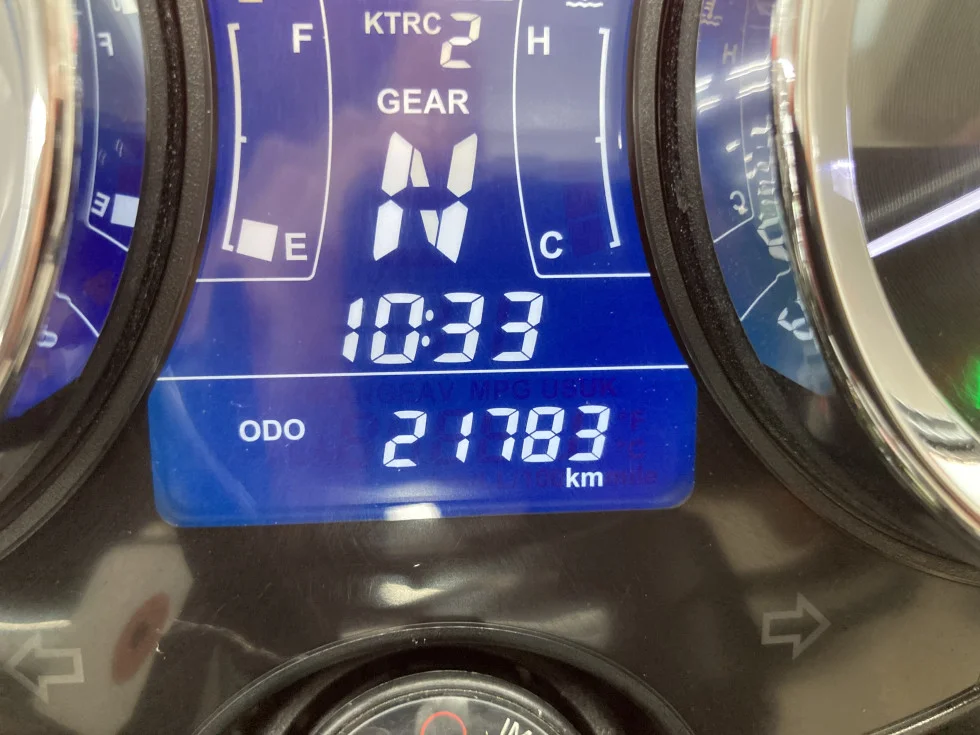 KTRC 2
F H
GEAR
N
E C
10:33
ODO 21783
km